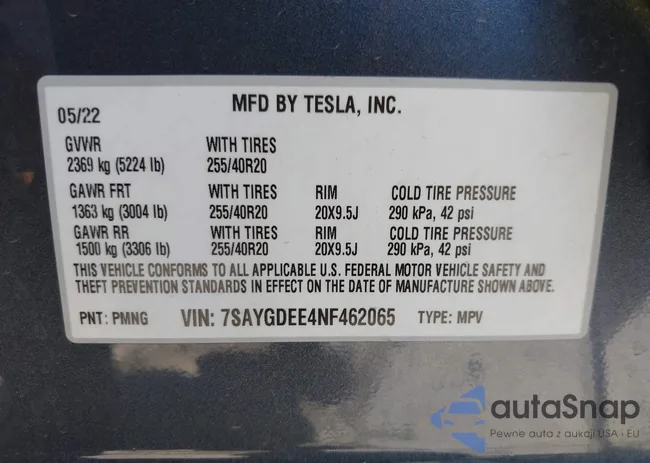 05/22 MFD BY TESLA, INC.
GVWR WITH TIRES
2369 kg (5224 lb) 255/40R20
GAWR FRT WITH TIRES RIM COLD TIRE PRESSURE
1363 kg (3004 lb) 255/40R20 20X9.5J 290 kPa, 42 psi
GAWR RR WITH TIRES RIM COLD TIRE PRESSURE
1500 kg (3306 lb) 255/40R20 20X9.5J 290 kPa, 42 psi
THIS VEHICLE CONFORMS TO ALL APPLICABLE U.S. FEDERAL MOTOR VEHICLE SAFETY AND
THEFT PREVENTION STANDARDS IN EFFECT ON THE DATE OF MANUFACTURE SHOWN ABOVE.
PNT: PMNG VIN: 7SAYGDEE4NF462065 TYPE: MPV
autaSnap
Pewne auta z aukcji USA i EU